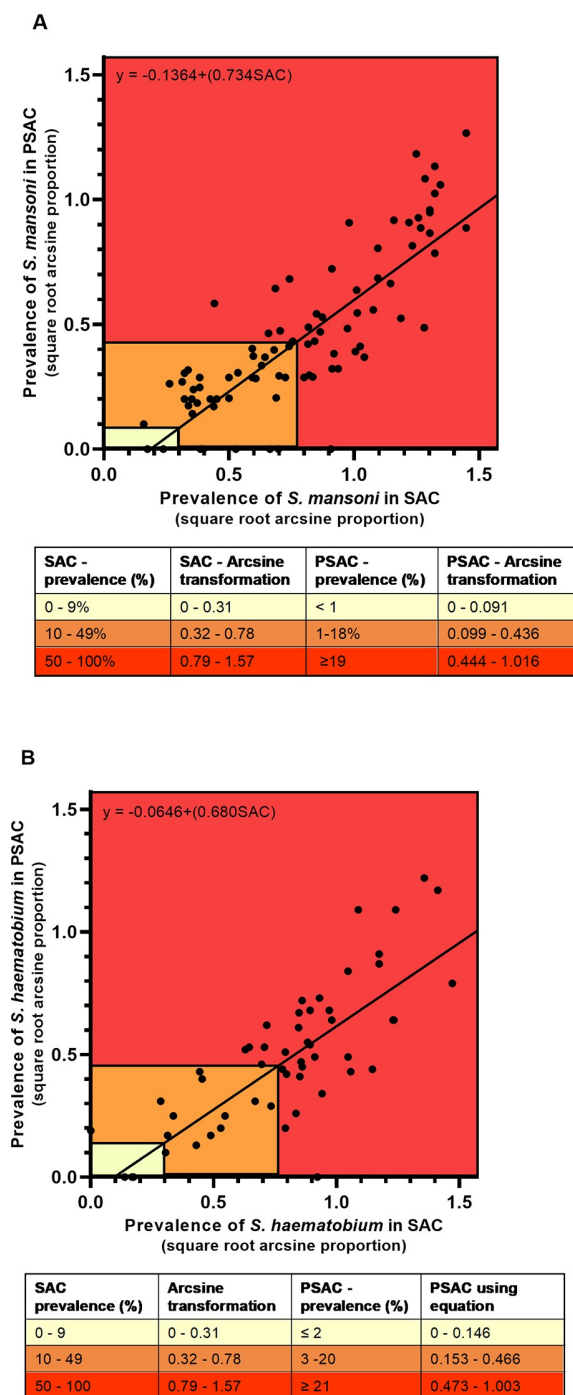 A
y = -0.1364+(0.734SAC)
1.5
1.0
0.5
0.0
Prevalence of S. mansoni in PSAC
(square root arcsine proportion)
0.0 0.5 1.0 1.5
Prevalence of S. mansoni in SAC
(square root arcsine proportion)
SAC - prevalence (%) SAC - Arcsine transformation PSAC - prevalence (%) PSAC - Arcsine transformation
0 - 9% 0 - 0.31 < 1 0 - 0.091
10 - 49% 0.32 - 0.78 1-18% 0.099 - 0.436
50 - 100% 0.79 - 1.57 ≥19 0.444 - 1.016
B
y = -0.0646+(0.680SAC)
1.5
1.0
0.5
0.0
Prevalence of S. haematobium in PSAC
(square root arcsine proportion)
0.0 0.5 1.0 1.5
Prevalence of S. haematobium in SAC
(square root arcsine proportion)
SAC prevalence (%) Arcsine transformation PSAC - prevalence (%) PSAC using equation
0 - 9 0 - 0.31 ≤ 2 0 - 0.146
10 - 49 0.32 - 0.78 3 -20 0.153 - 0.466
50 - 100 0.79 - 1.57 ≥ 21 0.473 - 1.003